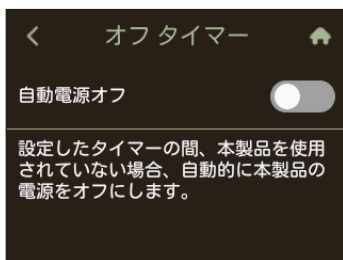 オフ タイマー
自動電源オフ
設定したタイマーの間、本製品を使用
されていない場合、自動的に本製品の
電源をオフにします。